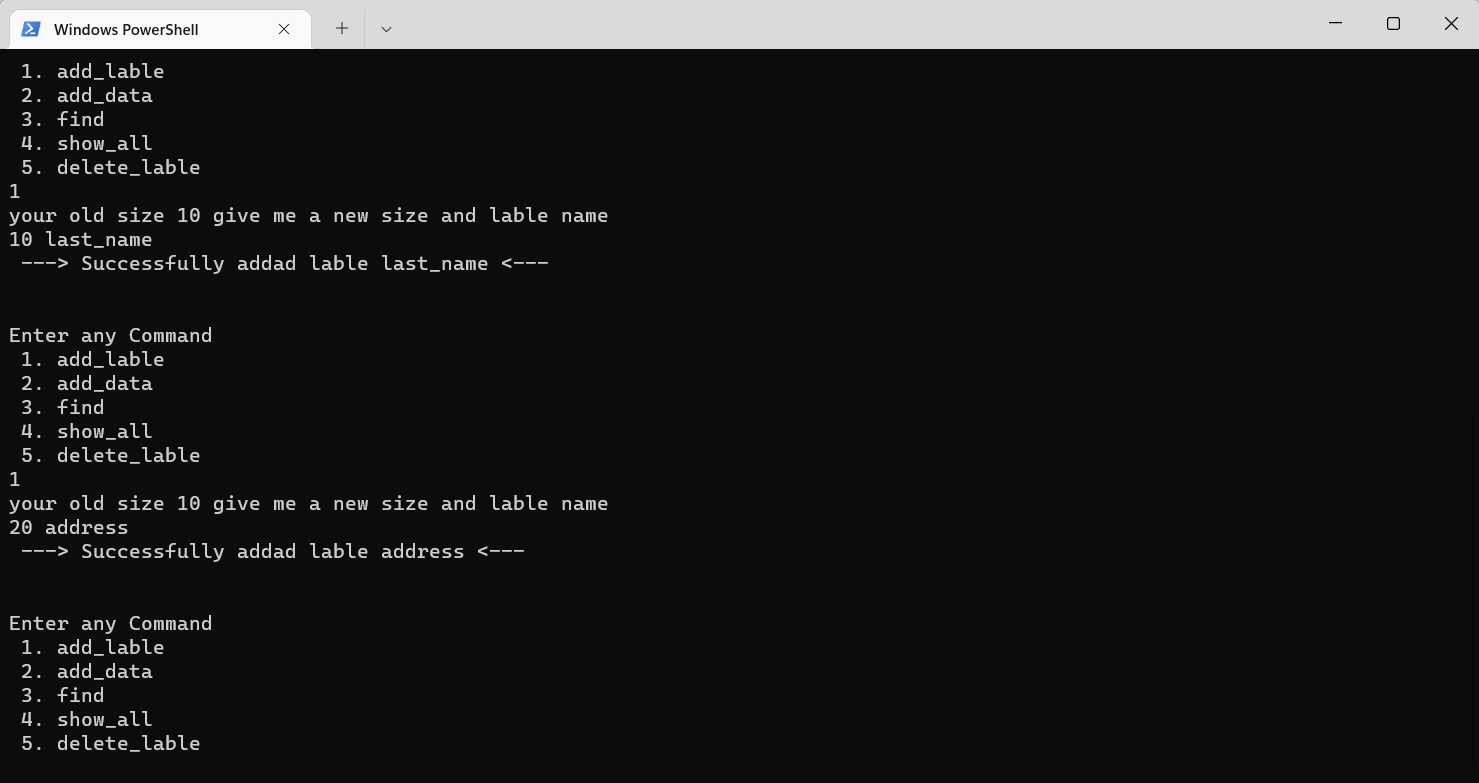 Windows PowerShell
1. add_lable
2. add_data
3. find
4. show_all
5. delete_lable
1
your old size 10 give me a new size and lable name
10 last_name
---> Successfully addad lable last_name <---
Enter any Command
1. add_lable
2. add_data
3. find
4. show_all
5. delete_lable
1
your old size 10 give me a new size and lable name
20 address
---> Successfully addad lable address <---
Enter any Command
1. add_lable
2. add_data
3. find
4. show_all
5. delete_lable